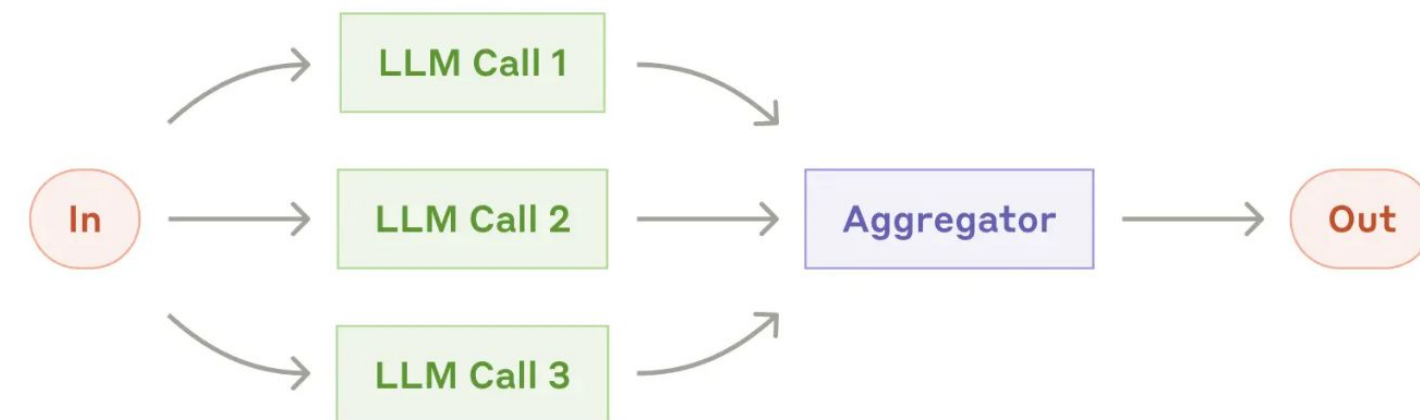 LLM Call 1
In
LLM Call 2
Aggregator
Out
LLM Call 3